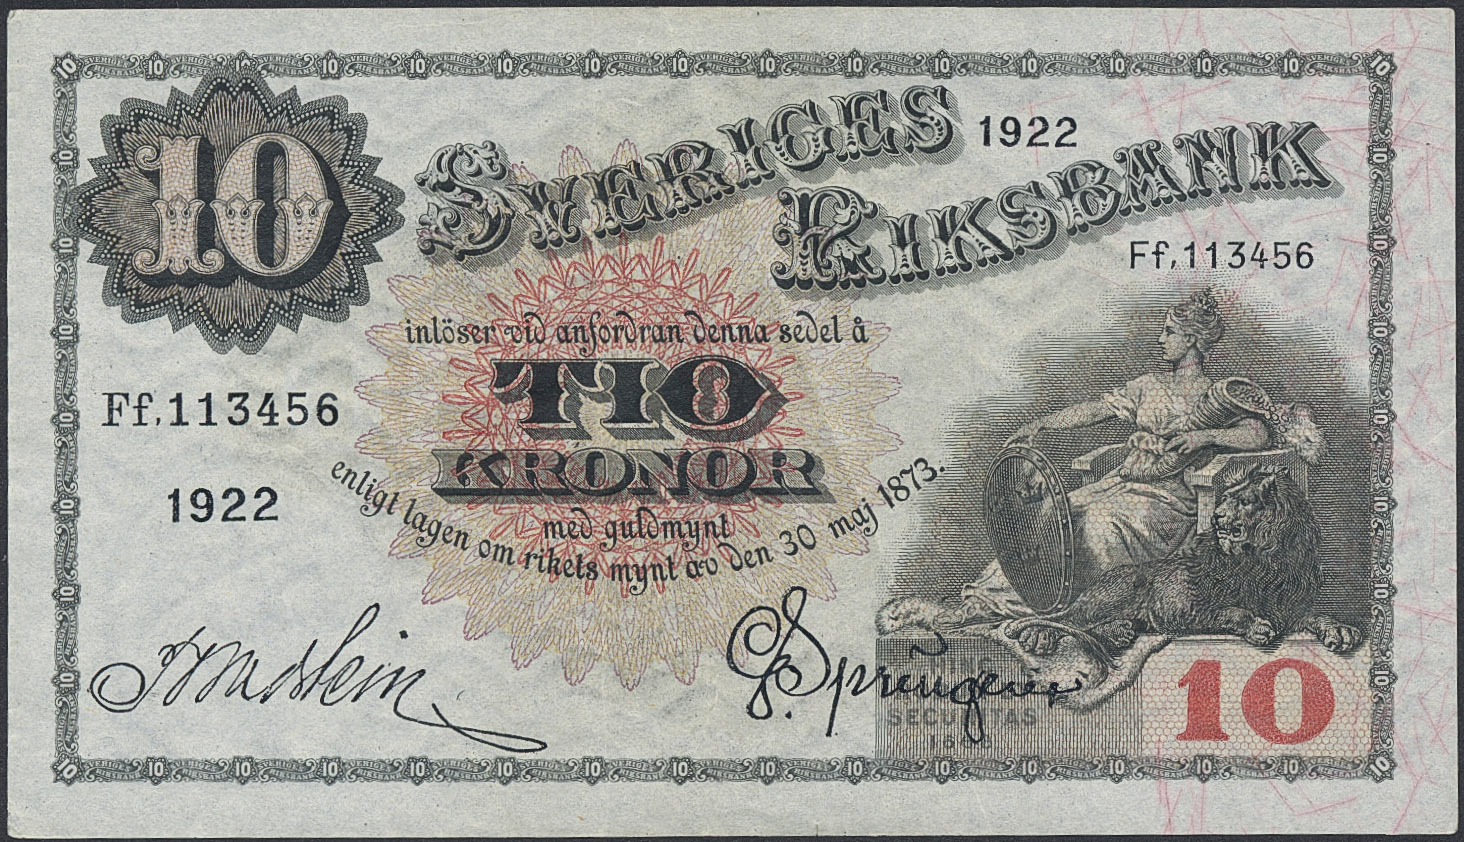 10
SVERIGES
1922
RIKSBANK
Ff,113456
inlöser vid anfordran denna sedel å
TIO
KRONOR
Ff,113456
1922
med guldmynt
enligt lagen om rikets mynt av den 30 maj 1873.
SECURITAS
10